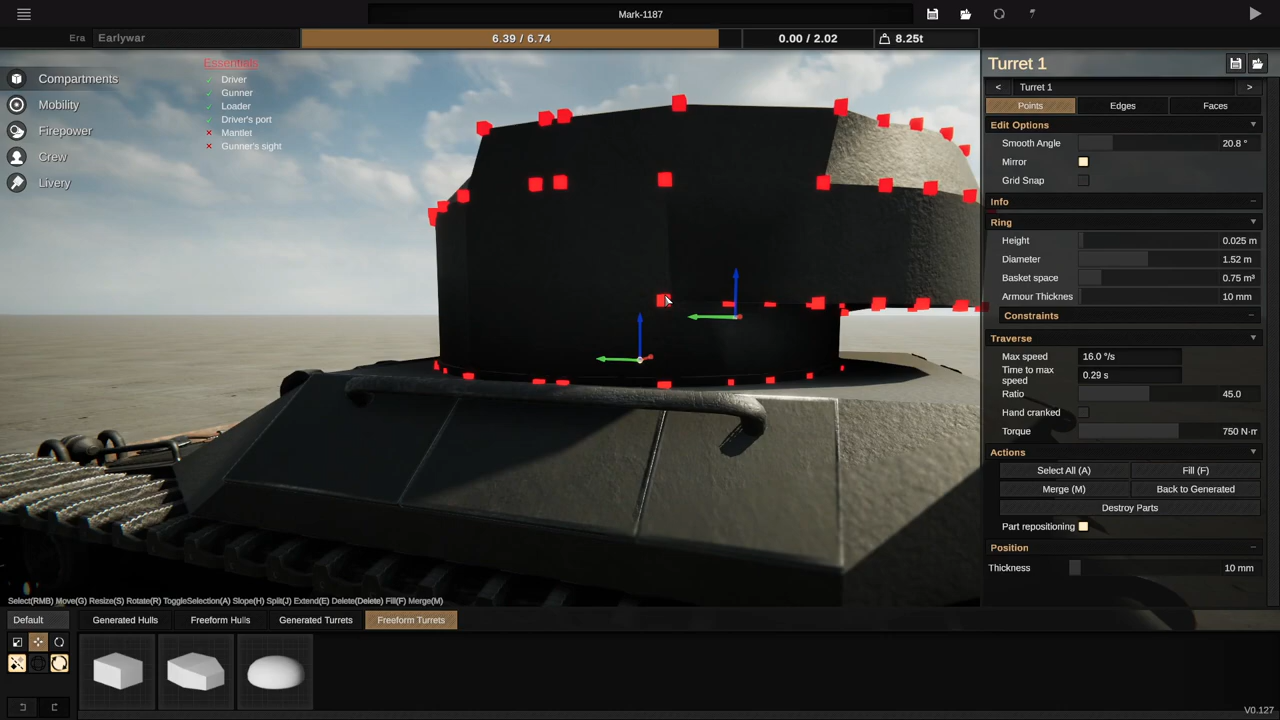 Mark-1187
Era Earlywar 6.39 / 6.74 0.00 / 2.02 8.25t
Compartments
Mobility
Firepower
Crew
Livery
Essentials
Driver
Gunner
Loader
Driver's port
Mantlet
Gunner's sight
Turret 1
< Turret 1 >
Points Edges Faces
Edit Options
Smooth Angle 20.8 °
Mirror
Grid Snap
Info
Ring
Height 0.025 m
Diameter 1.52 m
Basket space 0.75 m³
Armour Thicknes 10 mm
Constraints
Traverse
Max speed 16.0 °/s
Time to max speed 0.29 s
Ratio 45.0
Hand cranked
Torque 750 N·m
Actions
Select All (A) Fill (F)
Merge (M) Back to Generated
Destroy Parts
Part repositioning
Position
Thickness 10 mm
Select(RMB) Move(G) Resize(S) Rotate(R) ToggleSelection(A) Slope(H) Split(J) Extend(E) Delete(Delete) Fill(F) Merge(M)
Default Generated Hulls Freeform Hulls Generated Turrets Freeform Turrets
V0.127